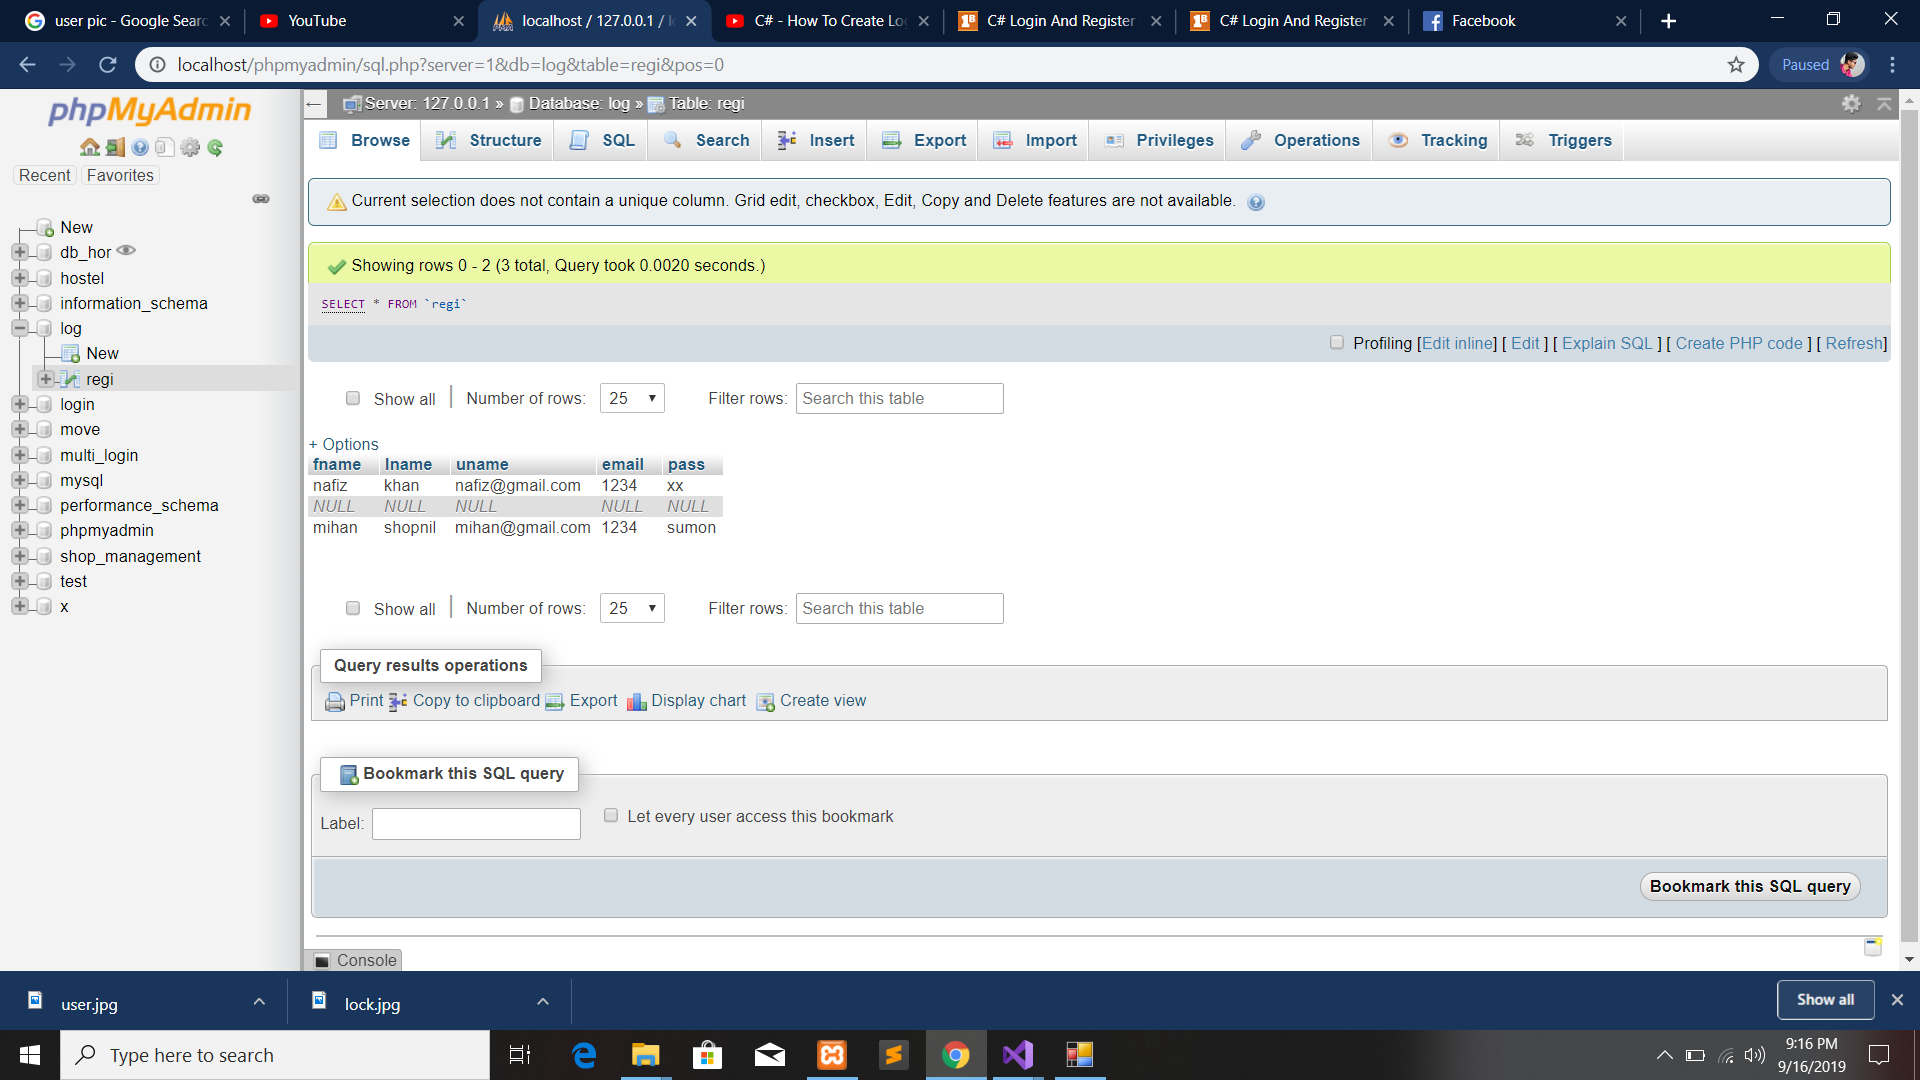 user pic - Google Searc
YouTube
localhost / 127.0.0.1 / l
C# - How To Create Lo
C# Login And Register
C# Login And Register
Facebook
localhost/phpmyadmin/sql.php?server=1&db=log&table=regi&pos=0
Paused
phpMyAdmin
Server: 127.0.0.1 » Database: log » Table: regi
Browse Structure SQL Search Insert Export Import Privileges Operations Tracking Triggers
Recent Favorites
New
db_hor
hostel
information_schema
log
New
regi
login
move
multi_login
mysql
performance_schema
phpmyadmin
shop_management
test
x
Current selection does not contain a unique column. Grid edit, checkbox, Edit, Copy and Delete features are not available.
Showing rows 0 - 2 (3 total, Query took 0.0020 seconds.)
SELECT * FROM `regi`
Profiling [Edit inline] [ Edit ] [ Explain SQL ] [ Create PHP code ] [ Refresh]
Show all Number of rows: 25 Filter rows: Search this table
+ Options
fname lname uname email pass
nafiz khan nafiz@gmail.com 1234 xx
NULL NULL NULL NULL NULL
mihan shopnil mihan@gmail.com 1234 sumon
Show all Number of rows: 25 Filter rows: Search this table
Query results operations
Print Copy to clipboard Export Display chart Create view
Bookmark this SQL query
Label: Let every user access this bookmark
Bookmark this SQL query
Console
user.jpg
lock.jpg
Show all
Type here to search
9:16 PM
9/16/2019